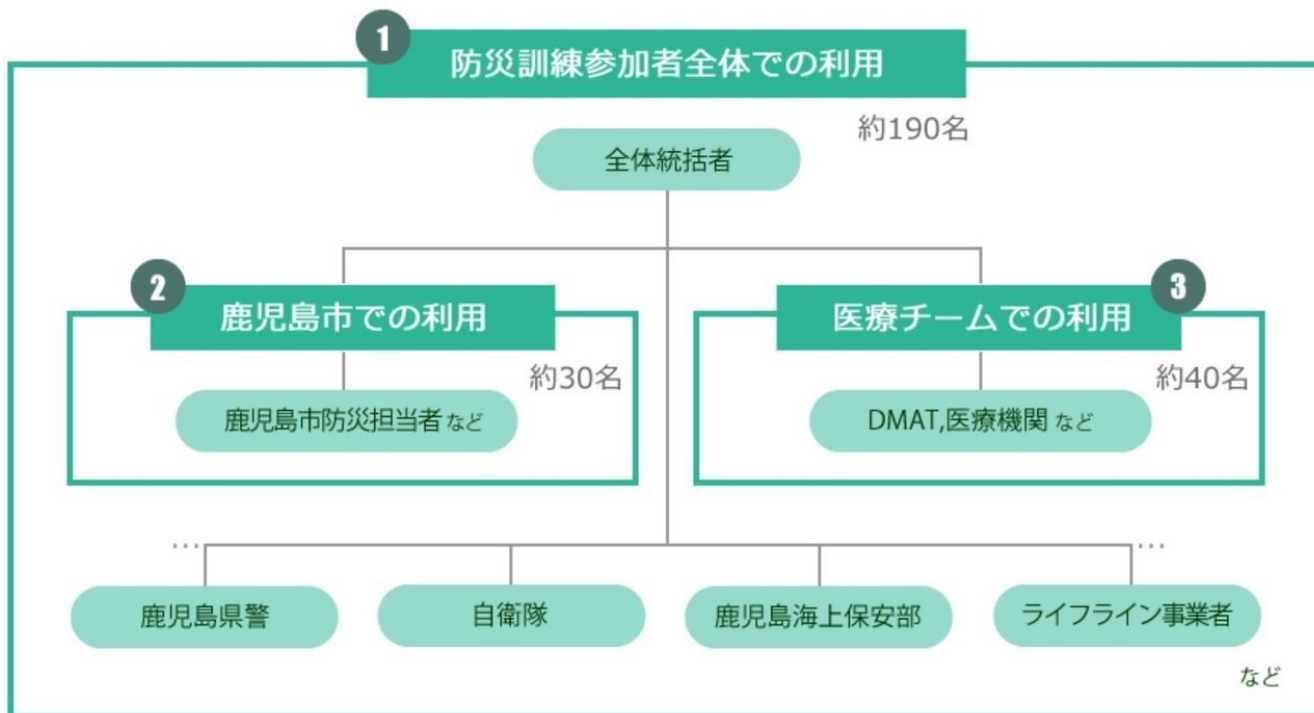 1
防災訓練参加者全体での利用
約190名
全体統括者
2
鹿児島市での利用
約30名
鹿児島市防災担当者 など
3
医療チームでの利用
約40名
DMAT,医療機関 など
…
…
鹿児島県警
自衛隊
鹿児島海上保安部
ライフライン事業者
など